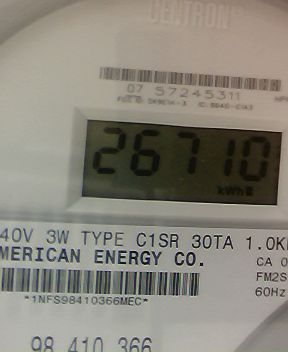 CENTRON®
07 57245311
26710
kWh
40V 3W TYPE C1SR 30TA 1.0K
MERICAN ENERGY CO.
CA 0
*1NFS98410366MEC*
FM2S
60Hz
98 410 366